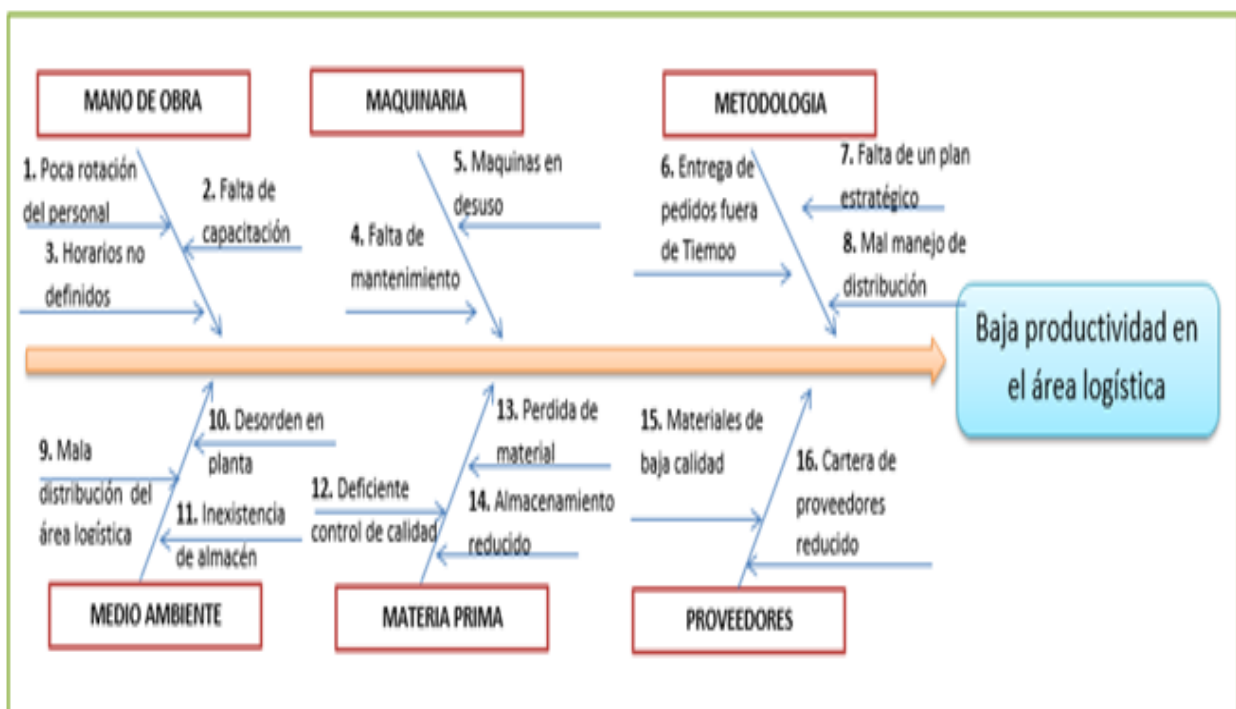 MANO DE OBRA
MAQUINARIA
METODOLOGIA
1. Poca rotación
del personal
2. Falta de
capacitación
3. Horarios no
definidos
5. Maquinas en
desuso
4. Falta de
mantenimiento
6. Entrega de
pedidos fuera
de Tiempo
7. Falta de un plan
estratégico
8. Mal manejo de
distribución
Baja productividad en
el área logística
9. Mala
distribución del
área logística
10. Desorden en
planta
11. Inexistencia
de almacén
12. Deficiente
control de calidad
13. Perdida de
material
14. Almacenamiento
reducido
15. Materiales de
baja calidad
16. Cartera de
proveedores
reducido
MEDIO AMBIENTE
MATERIA PRIMA
PROVEEDORES